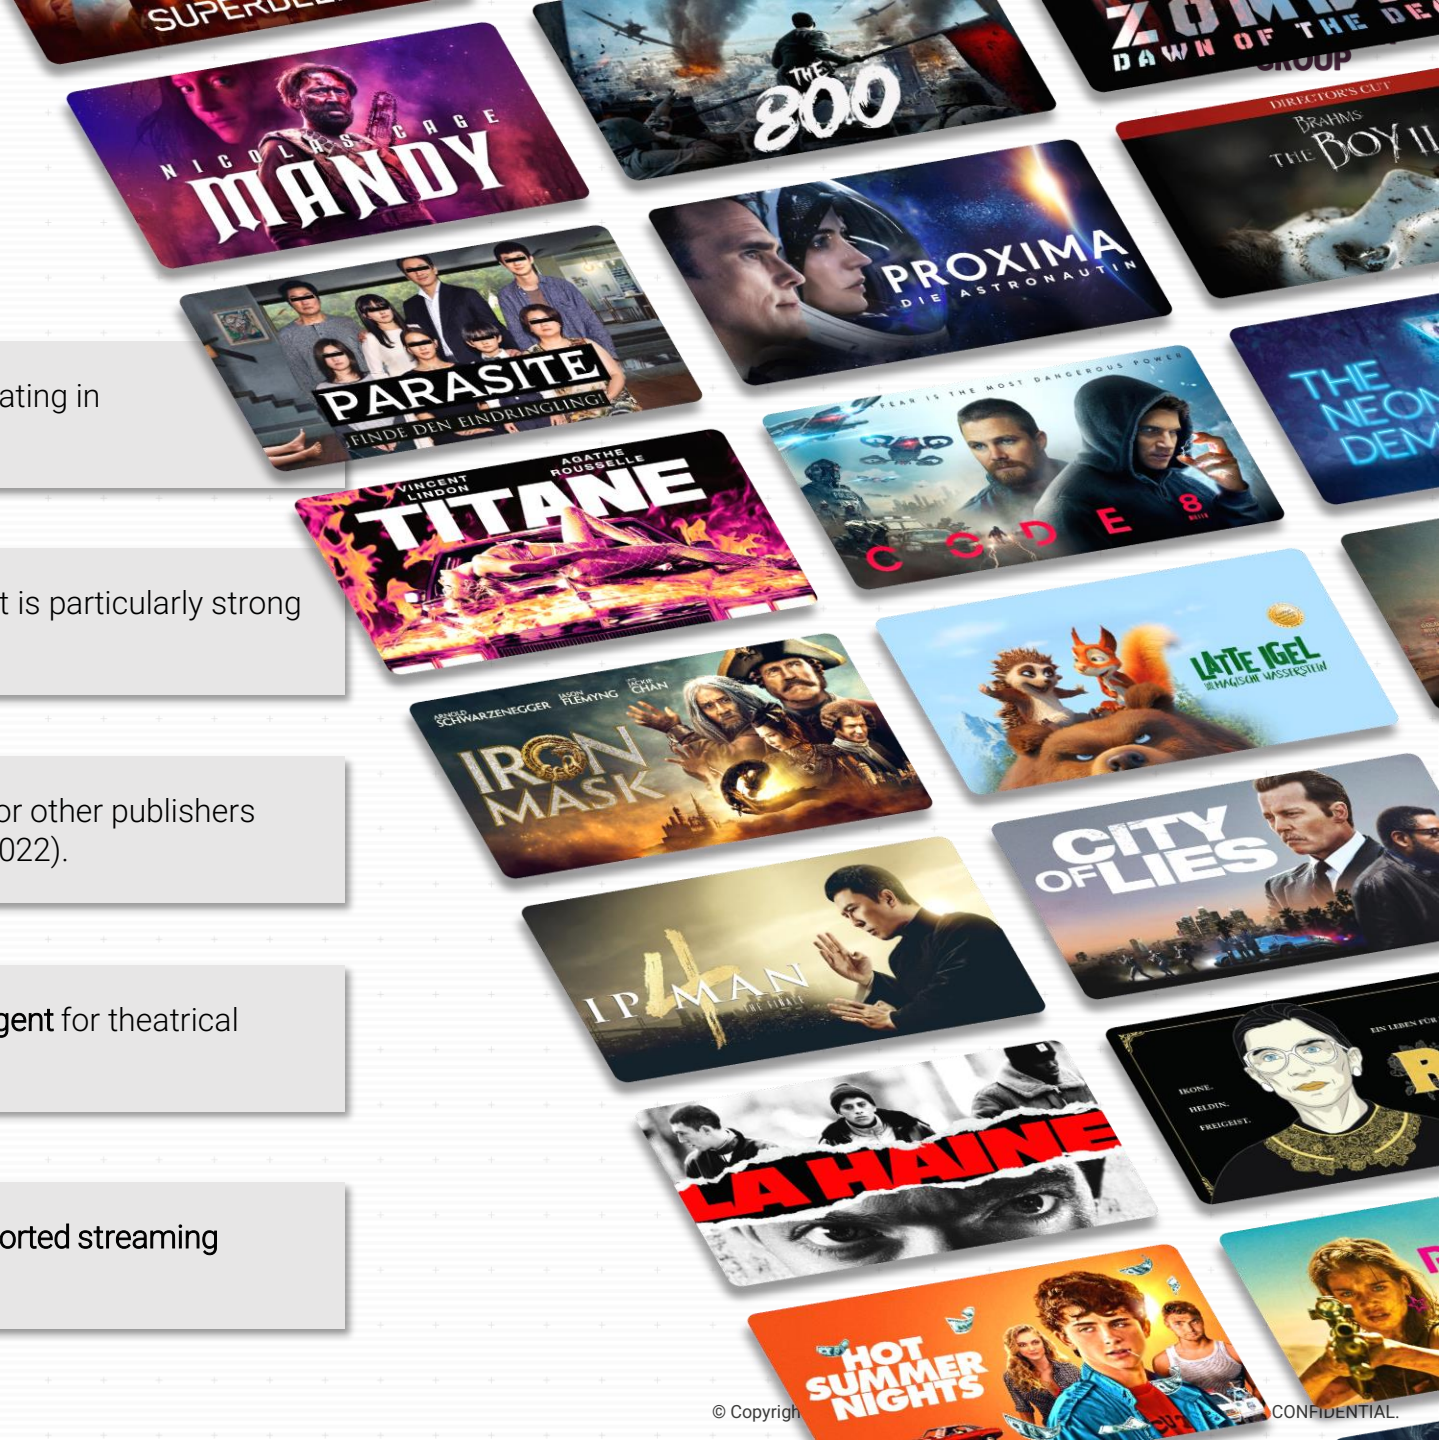 THE
800
DAWN OF THE
GROUP
DIRECTOR'S CUT
BRAHMS:
THE BOY II
NICOLAS CAGE
MANDY
PROXIMA
DIE ASTRONAUTIN
PARASITE
FINDE DEN EINDRINGLING!
ating in
FEAR IS THE MOST DANGEROUS POWER
CODE 8
THE
NEON
VINCENT
LINDON
AGATHE
ROUSSELLE
TITANE
t is particularly strong
LATTE IGEL
MAGISCHE WASSERSTEIN
ARNOLD
SCHWARZENEGGER
JASON
FLEMYNG
JACKIE
CHAN
IRON
MASK
or other publishers
022).
CITY
OF LIES
IP MAN
4
THE FINALE
gent for theatrical
EIN LEBEN FÜR
IKONE.
HELDIN.
FREIGEIST.
LA HAINE
orted streaming
HOT
SUMMER
NIGHTS
© Copyrigh
CONFIDENTIAL.